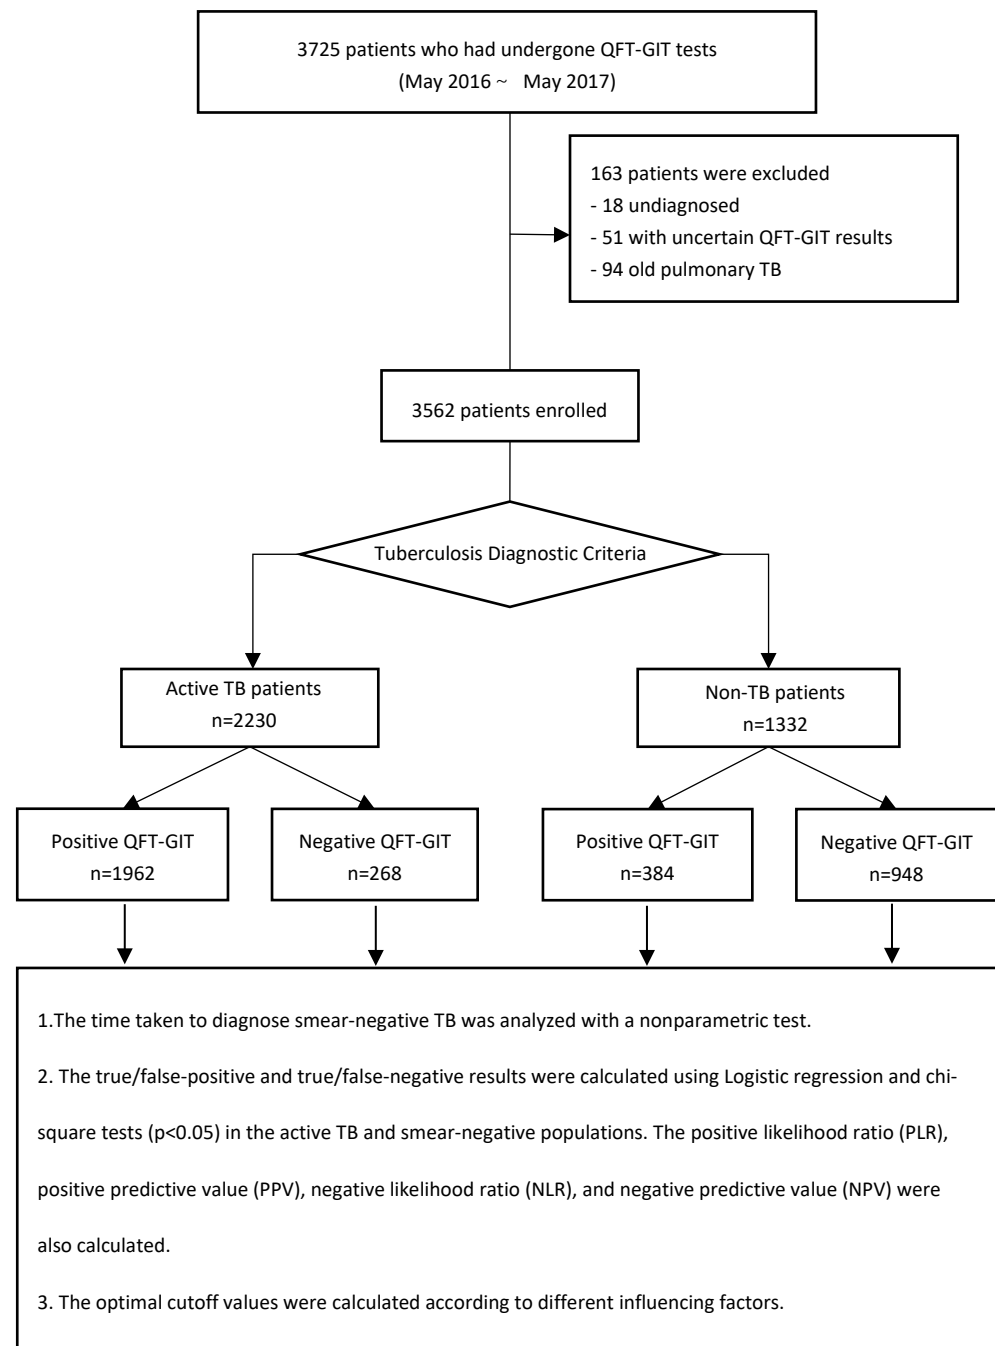 3725 patients who had undergone QFT-GIT tests
(May 2016 ~ May 2017)
163 patients were excluded
- 18 undiagnosed
- 51 with uncertain QFT-GIT results
- 94 old pulmonary TB
3562 patients enrolled
Tuberculosis Diagnostic Criteria
Active TB patients
n=2230
Non-TB patients
n=1332
Positive QFT-GIT
n=1962
Negative QFT-GIT
n=268
Positive QFT-GIT
n=384
Negative QFT-GIT
n=948
1.The time taken to diagnose smear-negative TB was analyzed with a nonparametric test.
2. The true/false-positive and true/false-negative results were calculated using Logistic regression and chi-
square tests (p<0.05) in the active TB and smear-negative populations. The positive likelihood ratio (PLR),
positive predictive value (PPV), negative likelihood ratio (NLR), and negative predictive value (NPV) were
also calculated.
3. The optimal cutoff values were calculated according to different influencing factors.